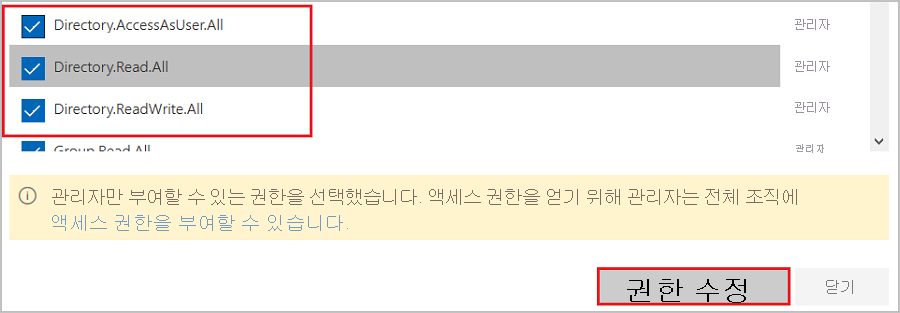 Directory.AccessAsUser.All 관리자
Directory.Read.All 관리자
Directory.ReadWrite.All 관리자
Group.Read.All 관리자
관리자만 부여할 수 있는 권한을 선택했습니다. 액세스 권한을 얻기 위해 관리자는 전체 조직에
액세스 권한을 부여할 수 있습니다.
권한 수정 닫기